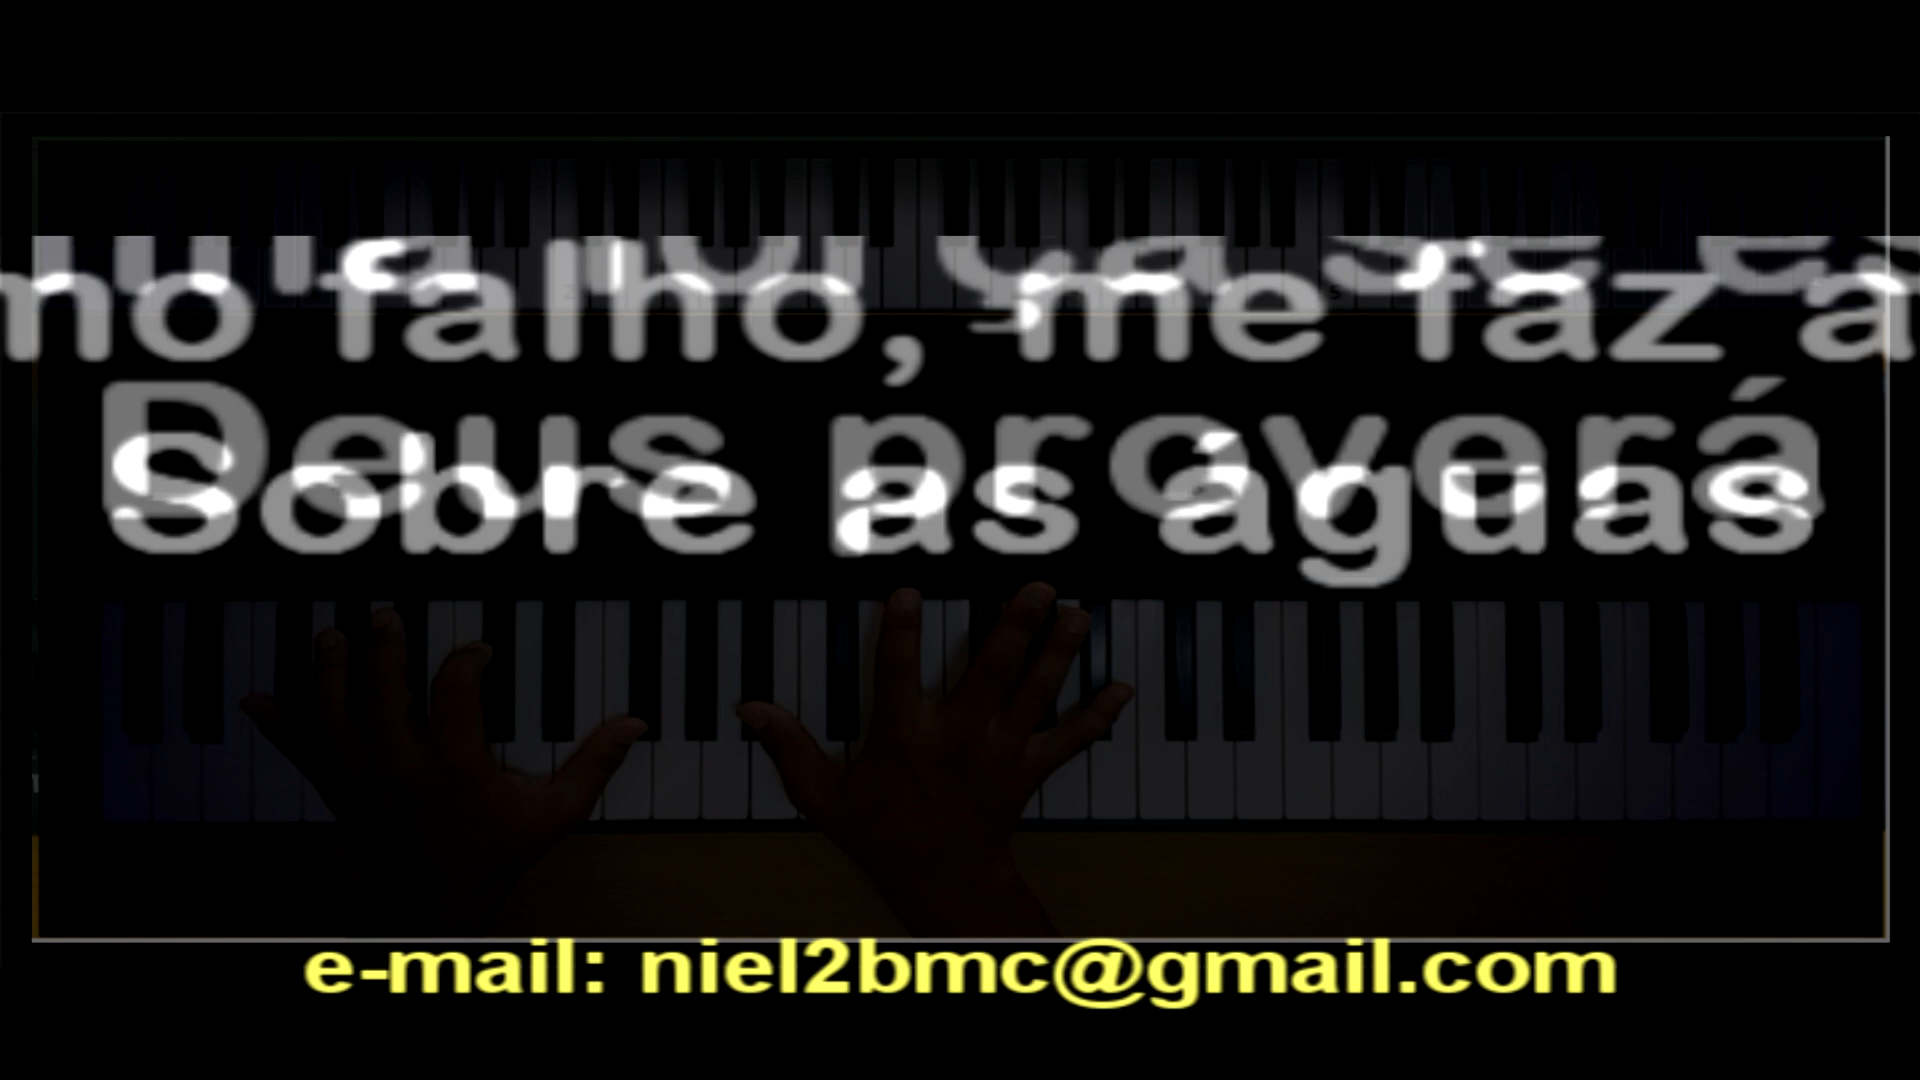 mo falho, me faz a
Deus proverá
Sobre as águas
e-mail: niel2bmc@gmail.com